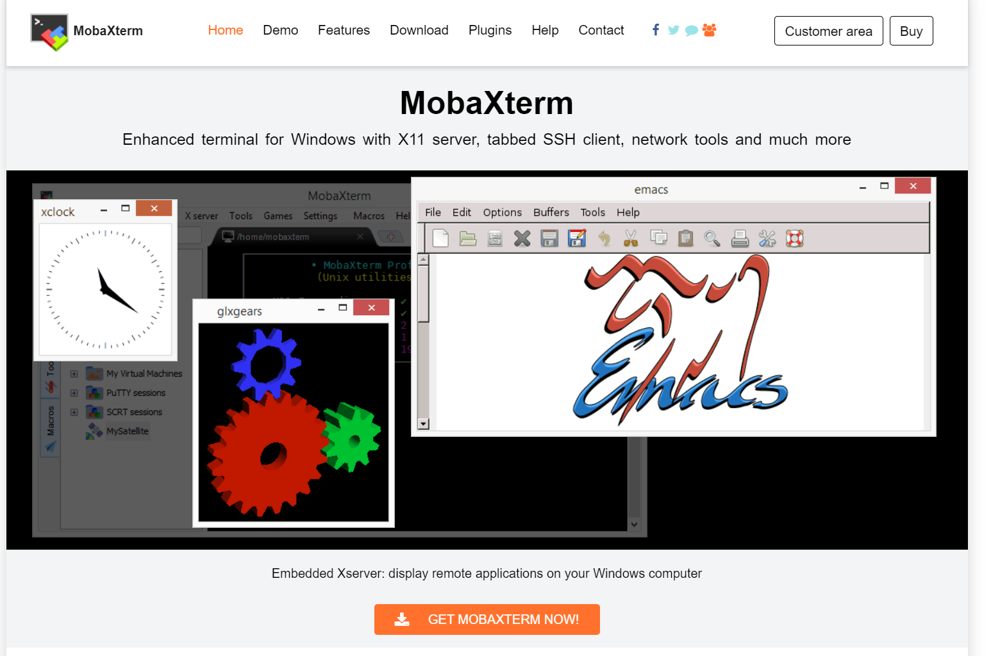 MobaXterm
Home Demo Features Download Plugins Help Contact
Customer area
Buy
MobaXterm
Enhanced terminal for Windows with X11 server, tabbed SSH client, network tools and much more
MobaXterm
X server Tools Games Settings Macros Hel
/home/mobaxterm
• MobaXterm Prof
(Unix utilities
✔
✔
2
1
19
xclock
glxgears
emacs
File Edit Options Buffers Tools Help
Emacs
Too
Macros
My Virtual Machines
PuTTY sessions
SCRT sessions
MySatellite
Embedded Xserver: display remote applications on your Windows computer
GET MOBAXTERM NOW!